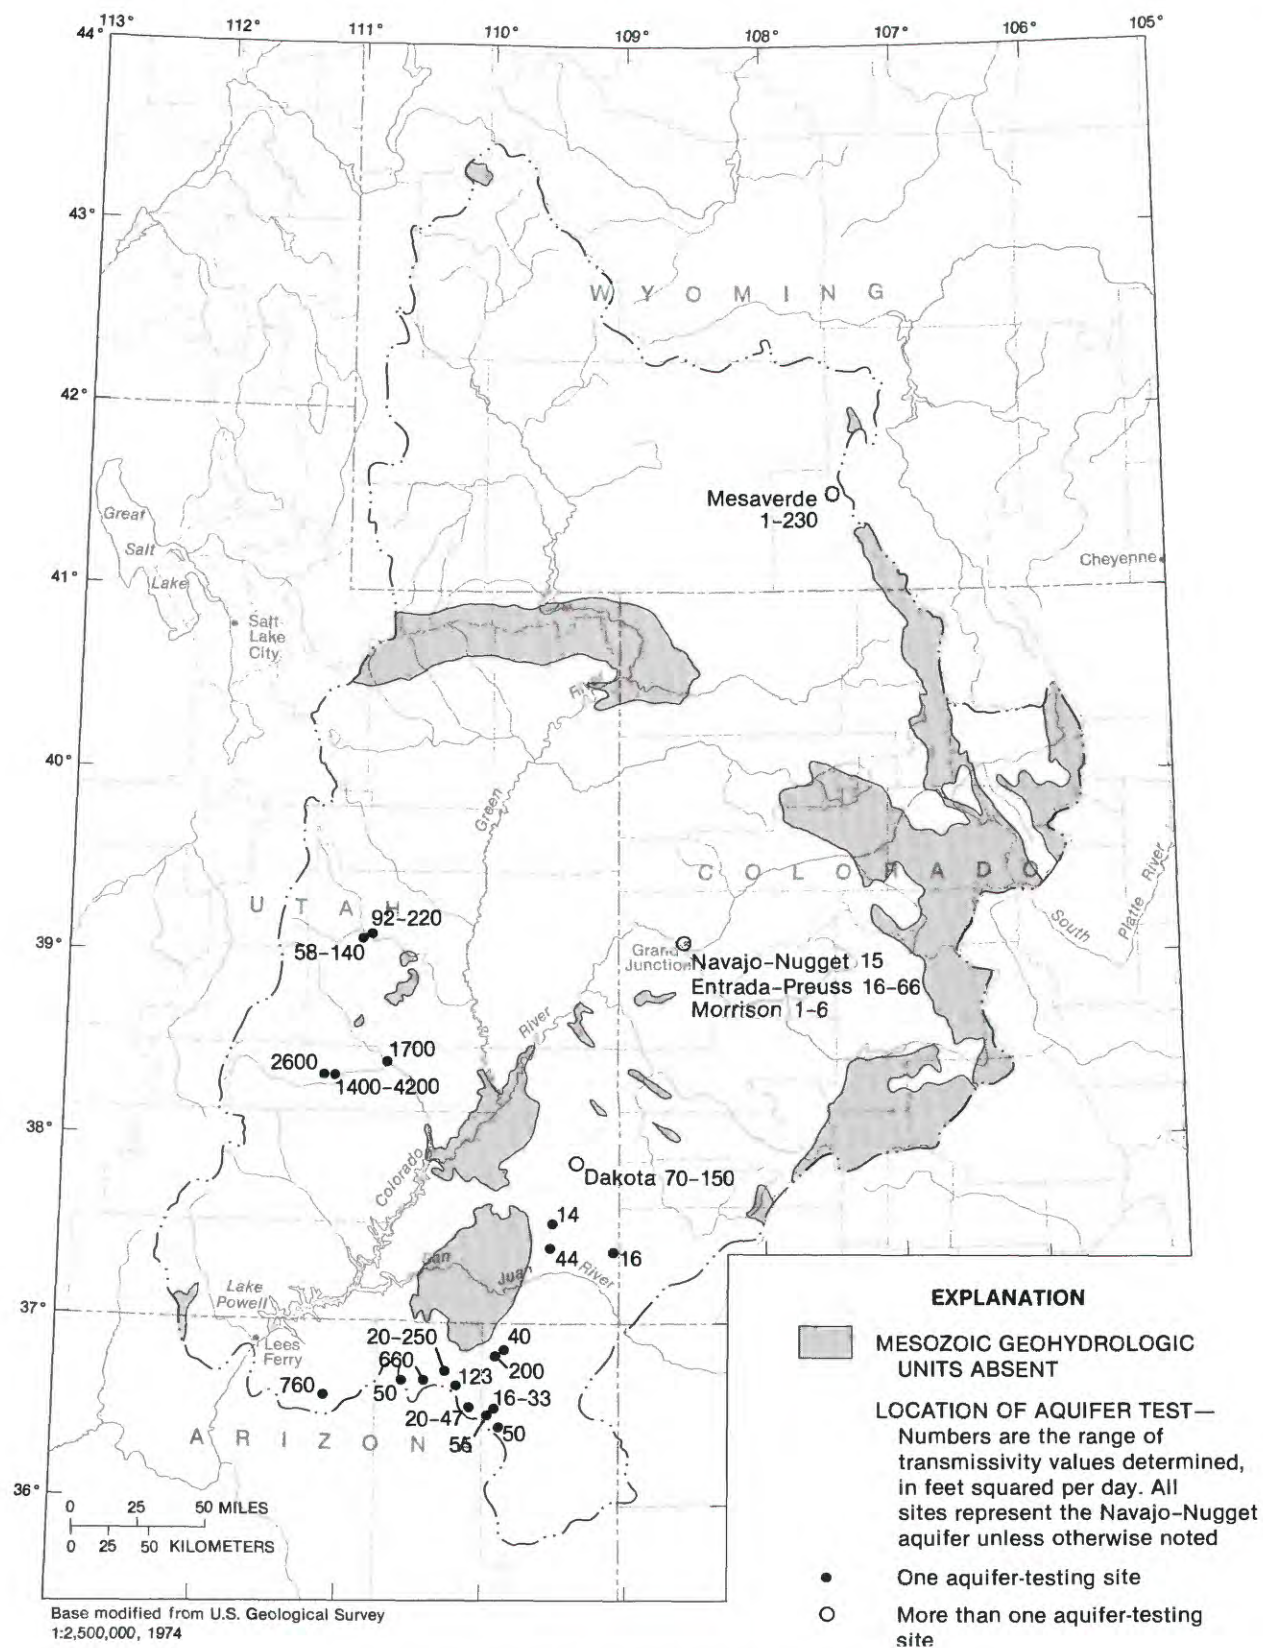 113°
112°
111°
110°
109°
108°
107°
106°
105°
44°
43°
WYOMING
42°
Mesaverde
1–230
Great
Salt
Lake
41°
Cheyenne
Salt
Lake
City
River
40°
Green
COLORADO
UTAH
92–220
58–140
39°
Grand
Junction
Navajo–Nugget 15
Entrada–Preuss 16–66
Morrison 1–6
South
Platte River
River
2600
1700
1400–4200
38°
Colorado
Dakota 70–150
14
44
16
San
Juan
River
Lake
Powell
37°
Lees
Ferry
20–250
40
660
200
760
50
123
16–33
20–47
50
ARIZON
36°
0 25 50 MILES
0 25 50 KILOMETERS
EXPLANATION
MESOZOIC GEOHYDROLOGIC
UNITS ABSENT
LOCATION OF AQUIFER TEST—
Numbers are the range of
transmissivity values determined,
in feet squared per day. All
sites represent the Navajo–Nugget
aquifer unless otherwise noted
One aquifer-testing site
More than one aquifer-testing
site
Base modified from U.S. Geological Survey
1:2,500,000, 1974